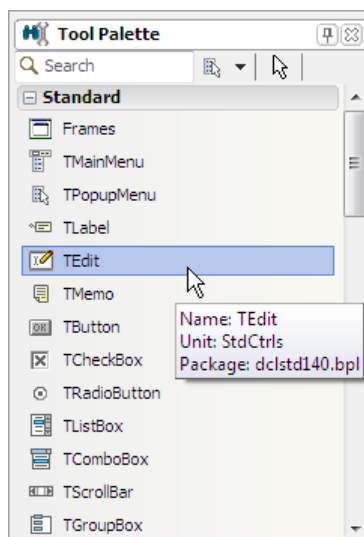 Tool Palette
Search
Standard
Frames
TMainMenu
TPopupMenu
TLabel
TEdit
TMemo
TButton
TCheckBox
TRadioButton
TListBox
TComboBox
TScrollBar
TGroupBox
Name: TEdit
Unit: StdCtrls
Package: dclstd140.bpl